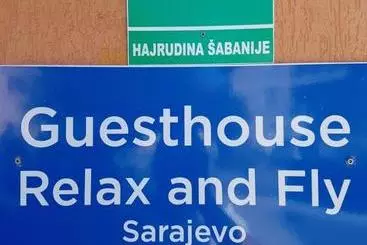 HAJRUDINA ŠABANIJE
Guesthouse
Relax and Fly
Sarajevo